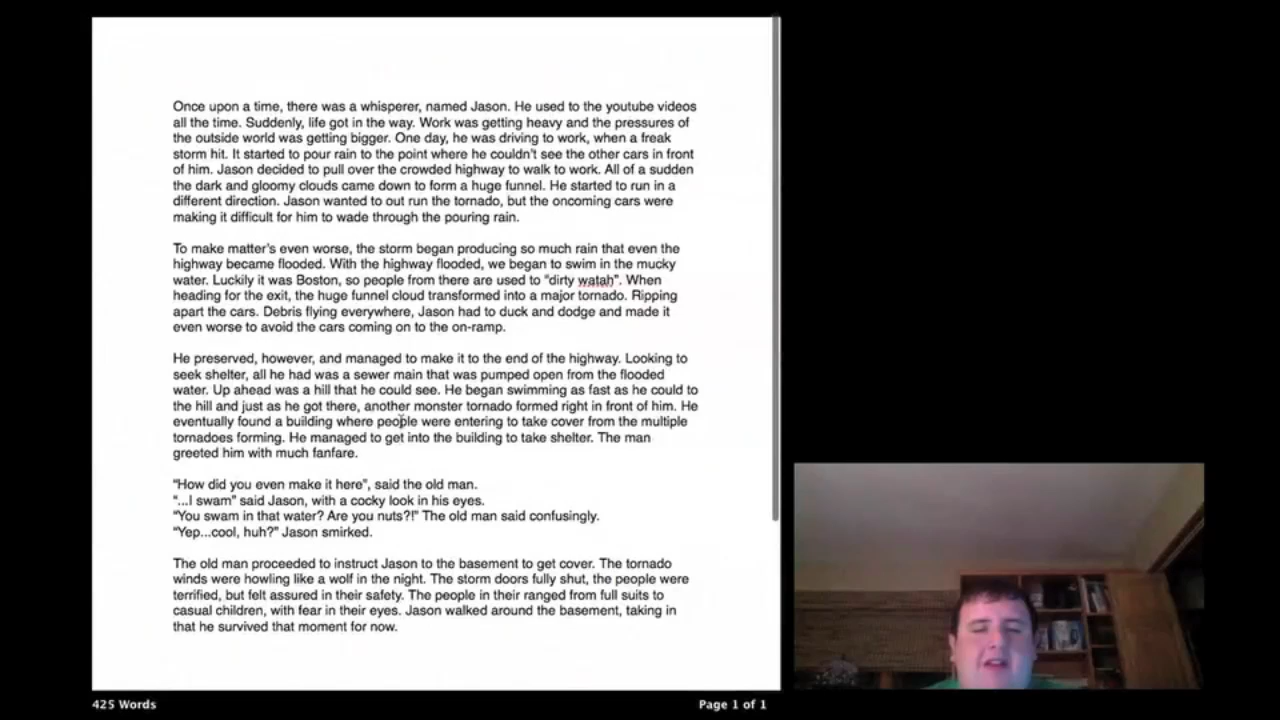 Once upon a time, there was a whisperer, named Jason. He used to the youtube videos
all the time. Suddenly, life got in the way. Work was getting heavy and the pressures of
the outside world was getting bigger. One day, he was driving to work, when a freak
storm hit. It started to pour rain to the point where he couldn't see the other cars in front
of him. Jason decided to pull over the crowded highway to walk to work. All of a sudden
the dark and gloomy clouds came down to form a huge funnel. He started to run in a
different direction. Jason wanted to out run the tornado, but the oncoming cars were
making it difficult for him to wade through the pouring rain.
To make matter's even worse, the storm began producing so much rain that even the
highway became flooded. With the highway flooded, we began to swim in the mucky
water. Luckily it was Boston, so people from there are used to "dirty watah". When
heading for the exit, the huge funnel cloud transformed into a major tornado. Ripping
apart the cars. Debris flying everywhere, Jason had to duck and dodge and made it
even worse to avoid the cars coming on to the on-ramp.
He preserved, however, and managed to make it to the end of the highway. Looking to
seek shelter, all he had was a sewer main that was pumped open from the flooded
water. Up ahead was a hill that he could see. He began swimming as fast as he could to
the hill and just as he got there, another monster tornado formed right in front of him. He
eventually found a building where people were entering to take cover from the multiple
tornadoes forming. He managed to get into the building to take shelter. The man
greeted him with much fanfare.
"How did you even make it here", said the old man.
"...I swam" said Jason, with a cocky look in his eyes.
"You swam in that water? Are you nuts?!" The old man said confusingly.
"Yep...cool, huh?" Jason smirked.
The old man proceeded to instruct Jason to the basement to get cover. The tornado
winds were howling like a wolf in the night. The storm doors fully shut, the people were
terrified, but felt assured in their safety. The people in their ranged from full suits to
casual children, with fear in their eyes. Jason walked around the basement, taking in
that he survived that moment for now.
425 Words
Page 1 of 1